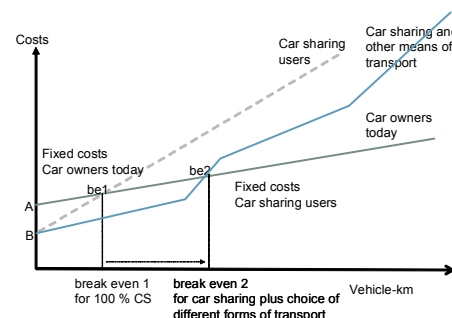 Costs
Car sharing
users
Car sharing and
other means of
transport
Car owners
today
Fixed costs
Car owners today
be1
be2
Fixed costs
Car sharing users
A
B
break even 1
for 100 % CS
break even 2
for car sharing plus choice of
different forms of transport
Vehicle-km